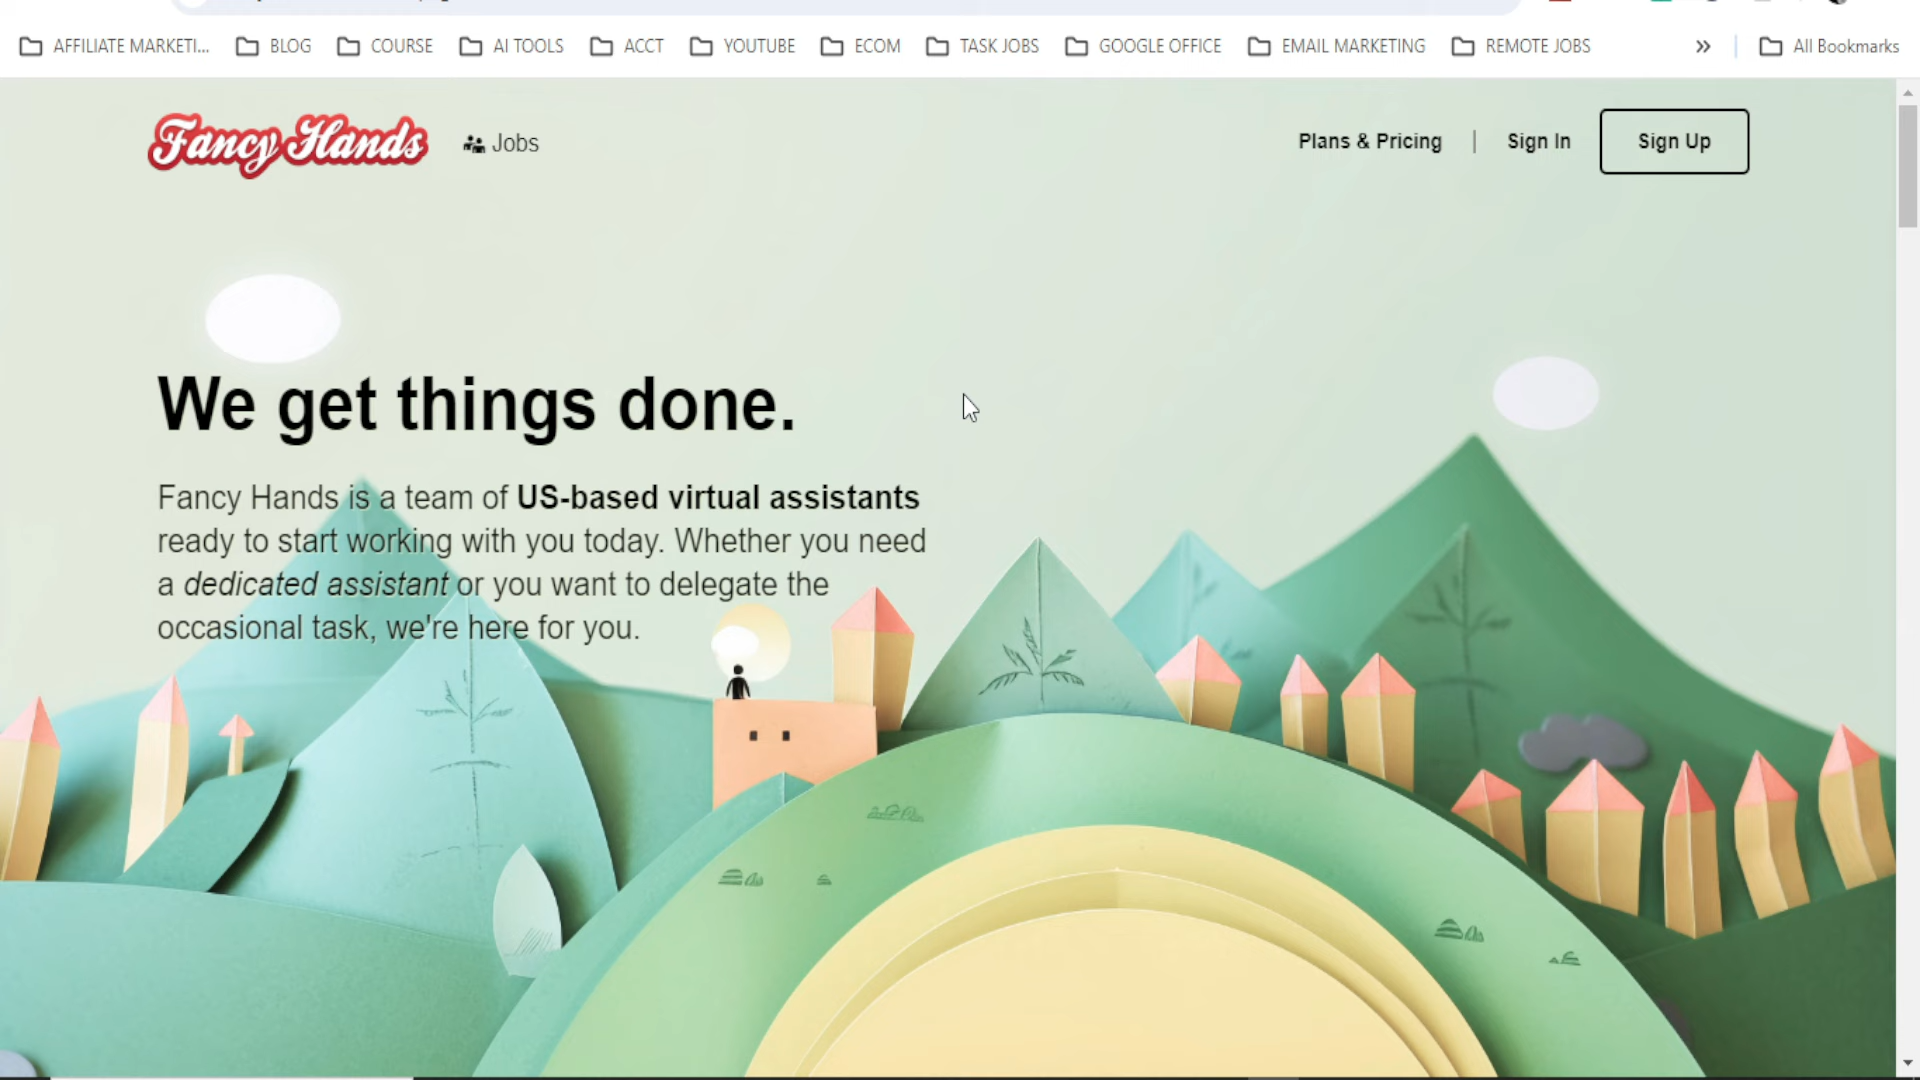 AFFILIATE MARKETI... BLOG COURSE AI TOOLS ACCT YOUTUBE ECOM TASK JOBS GOOGLE OFFICE EMAIL MARKETING REMOTE JOBS » All Bookmarks
Fancy Hands Jobs Plans & Pricing | Sign In Sign Up
We get things done.
Fancy Hands is a team of US-based virtual assistants
ready to start working with you today. Whether you need
a dedicated assistant or you want to delegate the
occasional task, we're here for you.